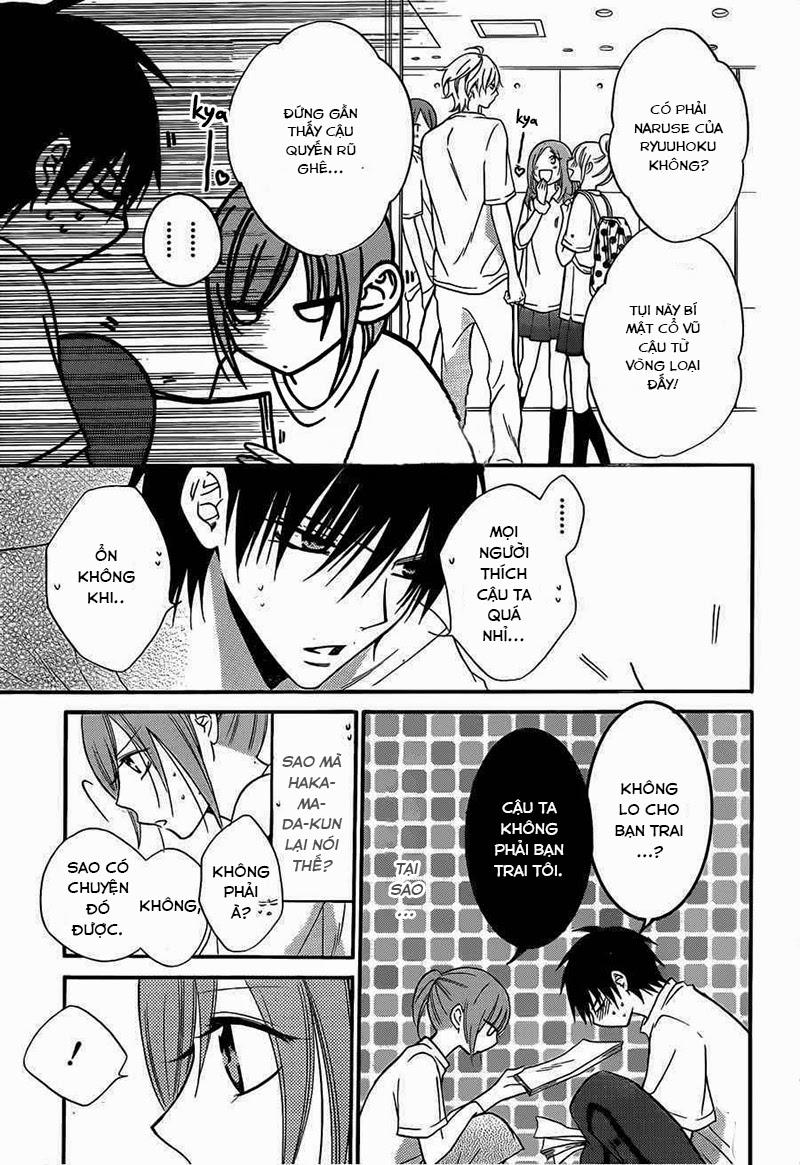 CÓ PHẢI
NARUSE CỦA
RYUUHOKU
KHÔNG?
kya
TỤI NÀY BÍ
MẬT CỔ VŨ
CẬU TỪ
VÒNG LOẠI
ĐẤY!
ĐỨNG GẦN
THẤY CẬU
QUYẾN RŨ
GHÊ...
kya
......
......
MỌI
NGƯỜI
THÍCH
CẬU TA
QUÁ
NHỈ...
ỔN
KHÔNG
KHI..
KHÔNG
LO CHO
BẠN TRAI
...?
CẬU TA
KHÔNG
PHẢI BẠN
TRAI TÔI.
TẠI
SAO
...
SAO MÀ
HAKA-
MA-
DA-KUN
LẠI NÓI
THẾ?
KHÔNG
PHẢI
À?
KHÔNG,
SAO CÓ
CHUYỆN
ĐÓ
ĐƯỢC.
!